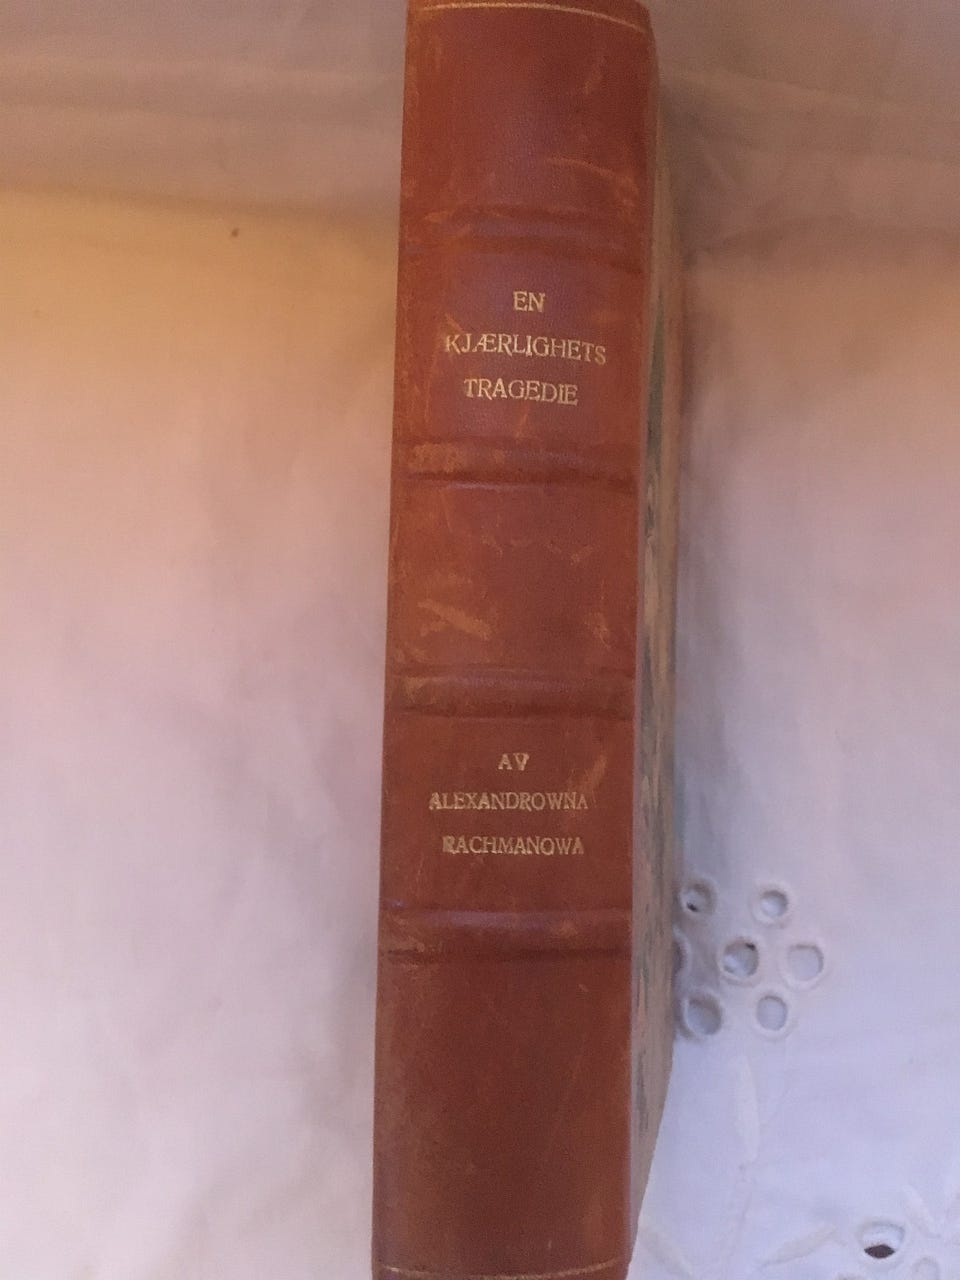 EN
KJÆRLIGHETS
TRAGEDIE
AV
ALEXANDROWNA
RACHMANOWA